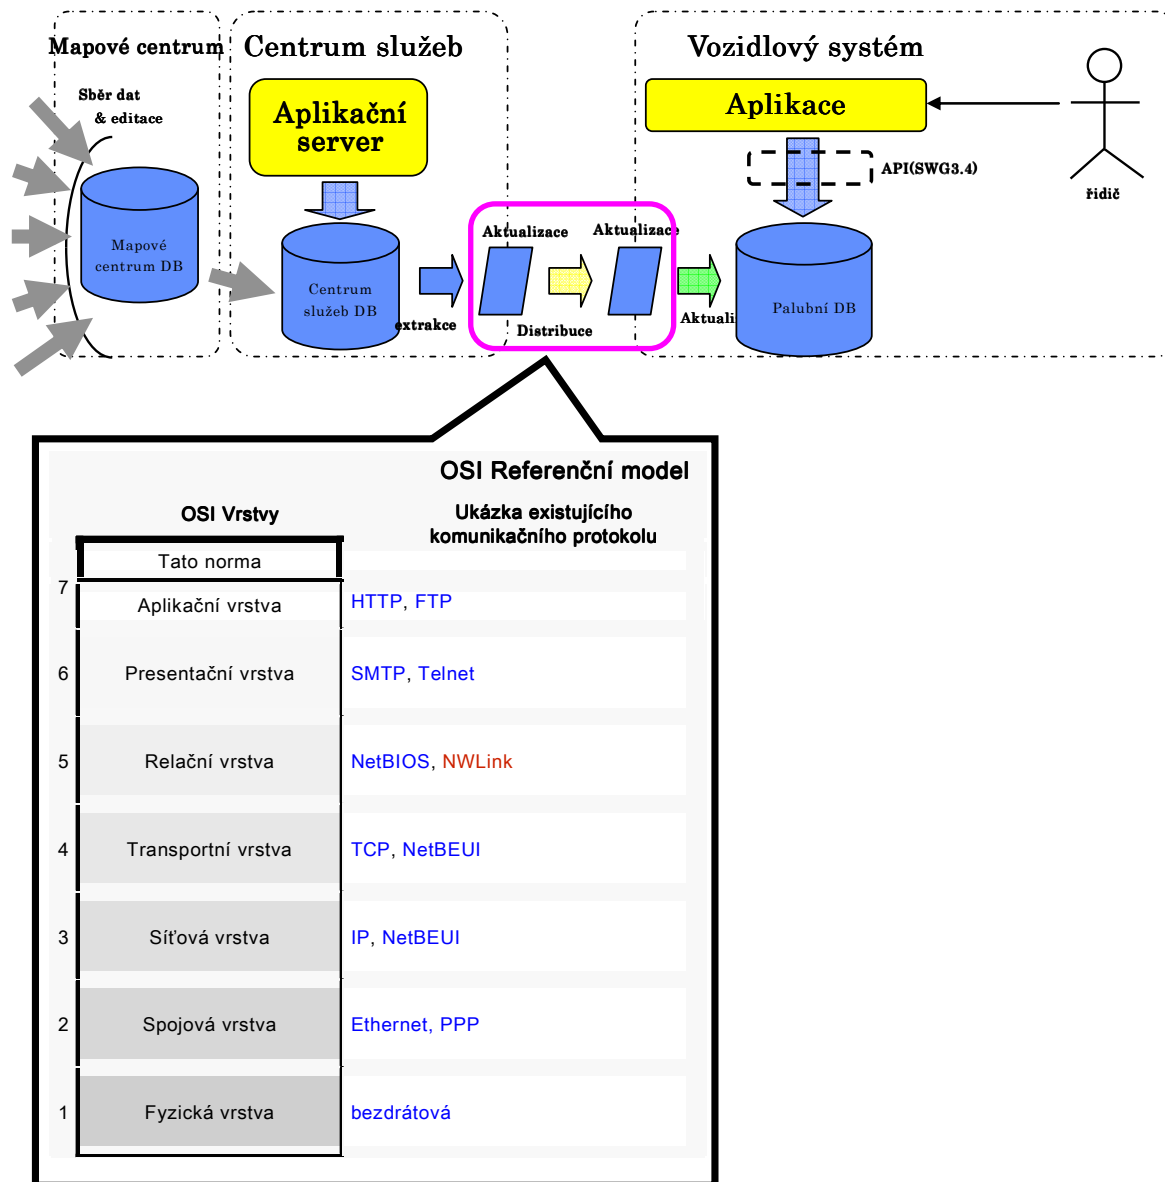 Mapové centrum
Centrum služeb
Vozidlový systém
Sběr dat
& editace
Aplikační
server
Aplikace
API(SWG3.4)
řidič
Mapové
centrum DB
Centrum
služeb DB
extrakce
Aktualizace
Distribuce
Aktualizace
Aktuali
Palubní DB
OSI Referenční model
OSI Vrstvy
Ukázka existujícího
komunikačního protokolu
Tato norma
7
Aplikační vrstva
HTTP, FTP
6
Presentační vrstva
SMTP, Telnet
5
Relační vrstva
NetBIOS, NWLink
4
Transportní vrstva
TCP, NetBEUI
3
Síťová vrstva
IP, NetBEUI
2
Spojová vrstva
Ethernet, PPP
1
Fyzická vrstva
bezdrátová